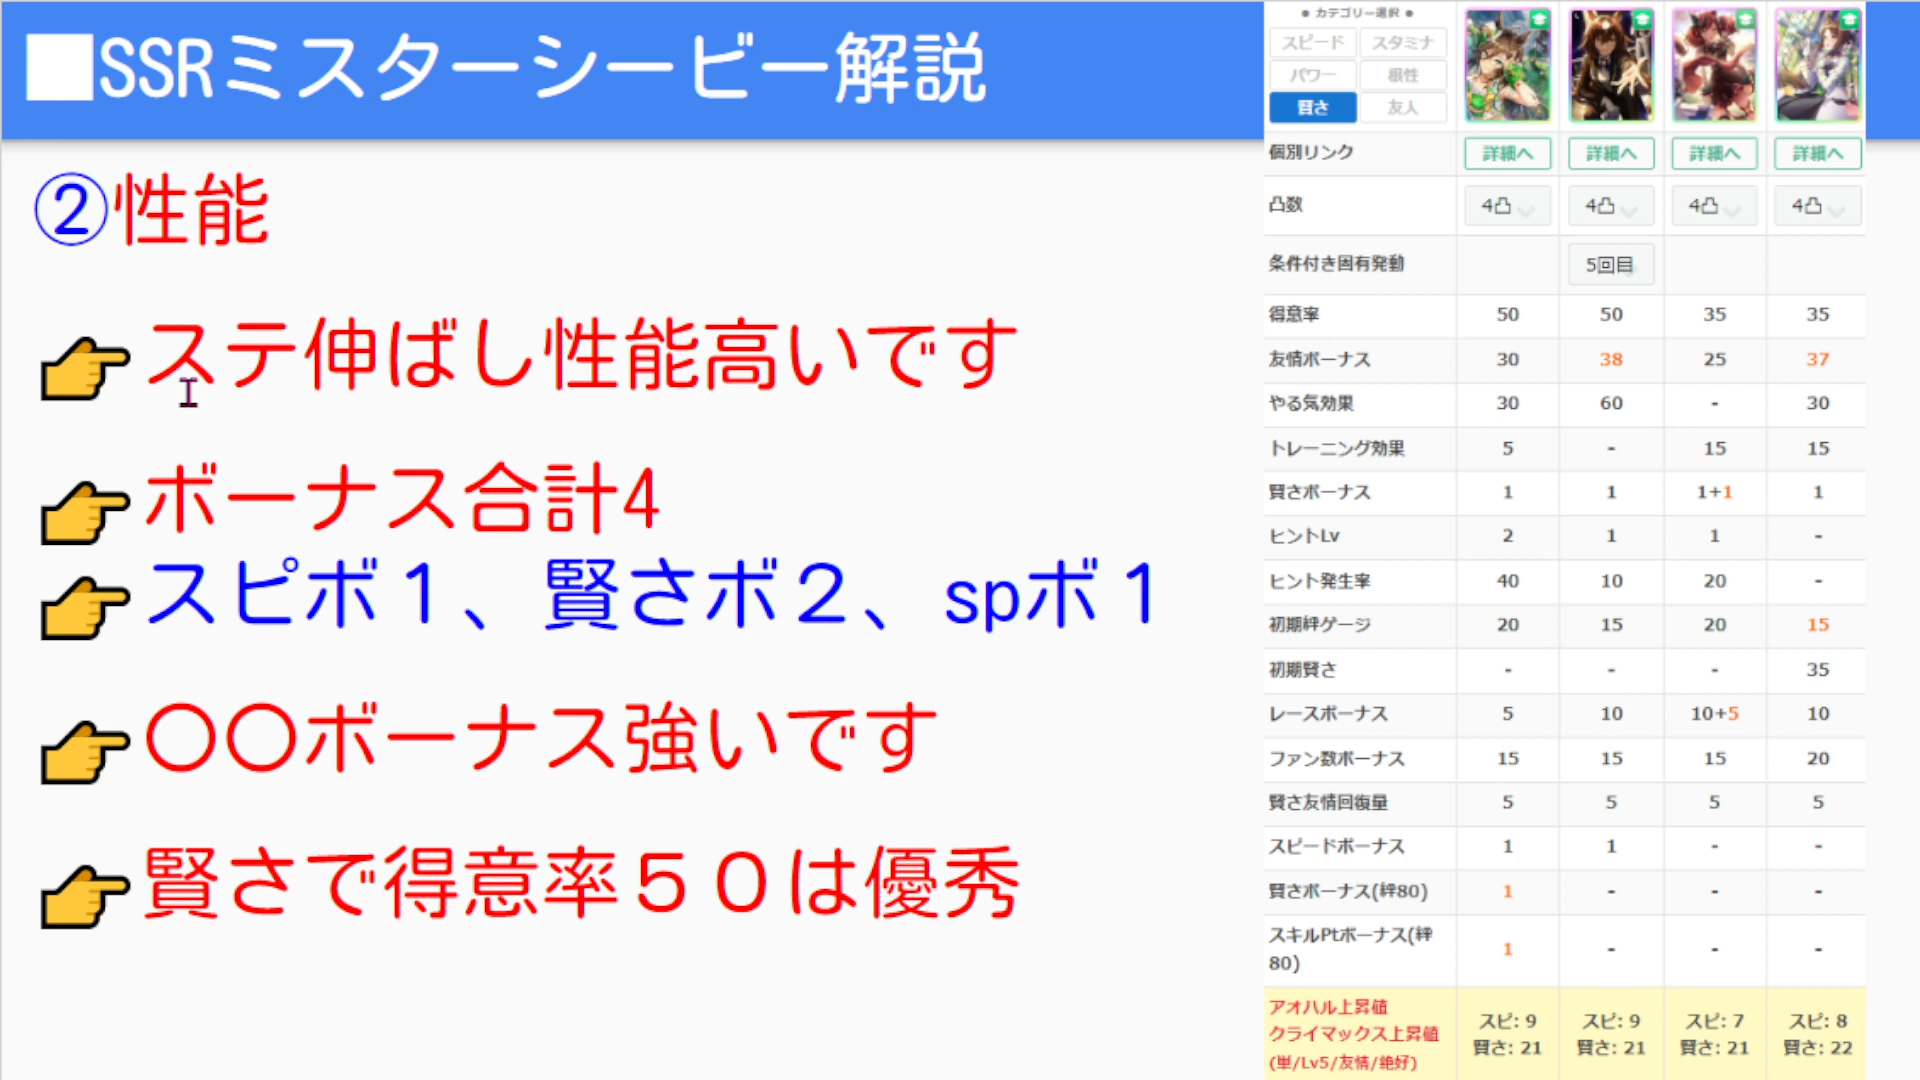 ■SSRミスターシービー解説
②性能
ステ伸ばし性能高いです
ボーナス合計4
スピボ１、賢さボ２、spボ１
〇〇ボーナス強いです
賢さで得意率５０は優秀
● カテゴリー選択 ●
スピード スタミナ
パワー 根性
賢さ 友人
個別リンク 詳細へ 詳細へ 詳細へ 詳細へ
凸数 4凸 4凸 4凸 4凸
条件付き固有発動 5回目
得意率 50 50 35 35
友情ボーナス 30 38 25 37
やる気効果 30 60 - 30
トレーニング効果 5 - 15 15
賢さボーナス 1 1 1+1 1
ヒントLv 2 1 1 -
ヒント発生率 40 10 20 -
初期絆ゲージ 20 15 20 15
初期賢さ - - - 35
レースボーナス 5 10 10+5 10
ファン数ボーナス 15 15 15 20
賢さ友情回復量 5 5 5 5
スピードボーナス 1 1 - -
賢さボーナス(絆80) 1 - - -
スキルPtボーナス(絆
80) 1 - - -
アオハル上昇値
クライマックス上昇値
(単/Lv5/友情/絶好)
スピ: 9 スピ: 9 スピ: 7 スピ: 8
賢さ: 21 賢さ: 21 賢さ: 21 賢さ: 22